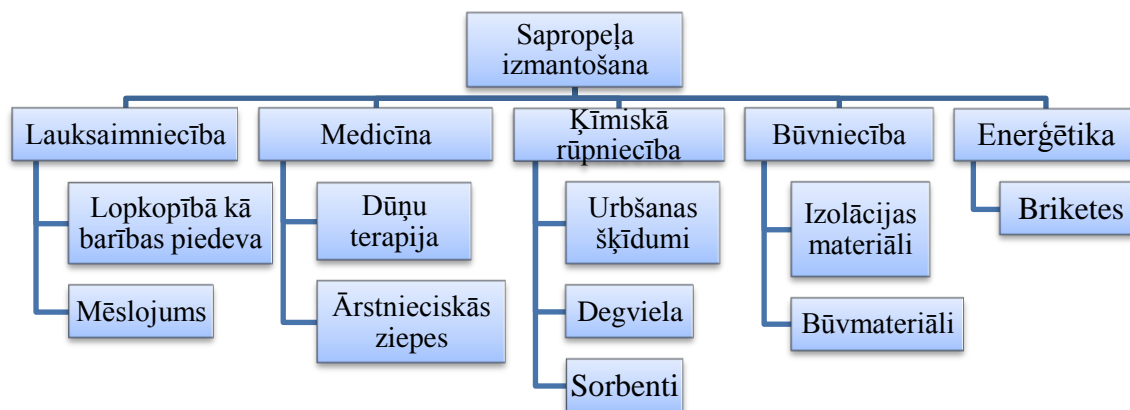 Sapropeļa
izmantošana
Lauksaimniecība
Lopkopībā kā
barības piedeva
Mēslojums
Medicīna
Dūņu
terapija
Ārstnieciskās
ziepes
Ķīmiskā
rūpniecība
Urbšanas
šķīdumi
Degviela
Sorbenti
Būvniecība
Izolācijas
materiāli
Būvmateriāli
Enerģētika
Briketes